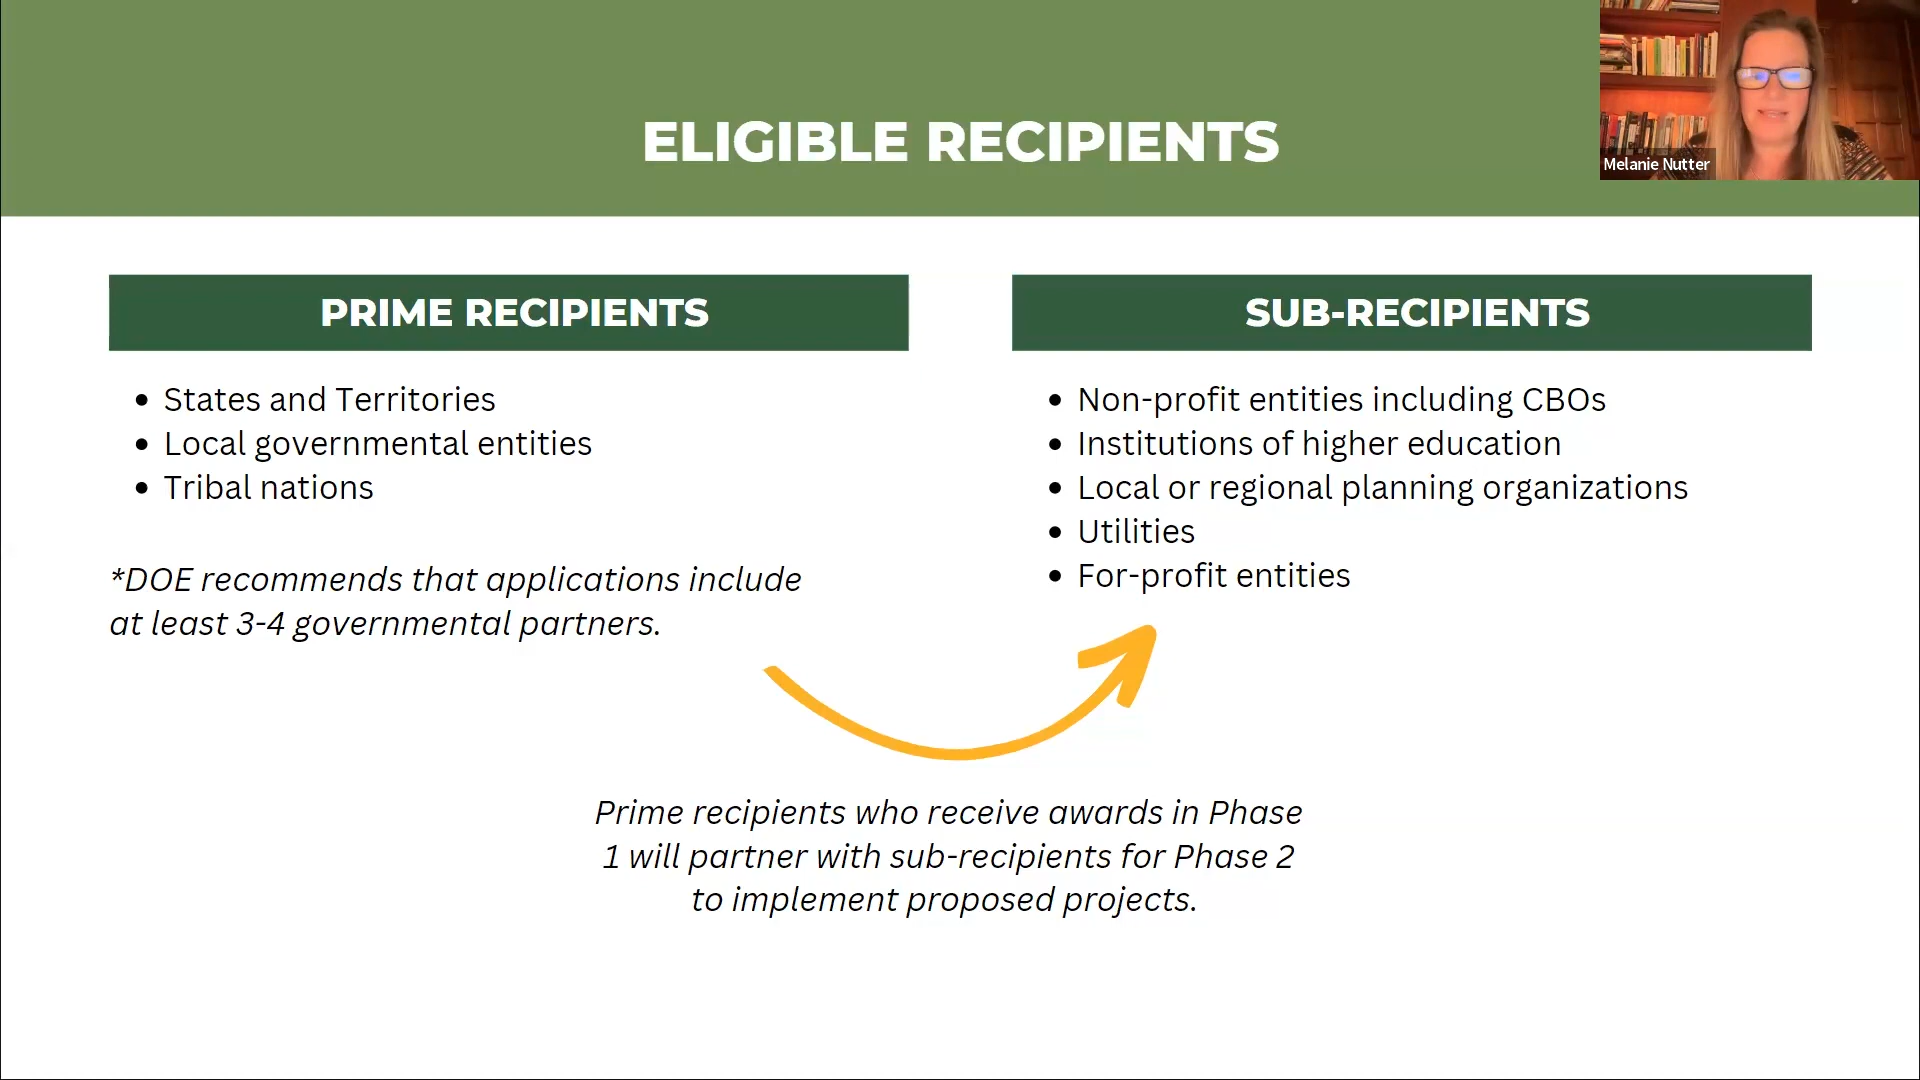 ELIGIBLE RECIPIENTS
Melanie Nutter
PRIME RECIPIENTS
• States and Territories
• Local governmental entities
• Tribal nations
*DOE recommends that applications include
at least 3-4 governmental partners.
SUB-RECIPIENTS
• Non-profit entities including CBOs
• Institutions of higher education
• Local or regional planning organizations
• Utilities
• For-profit entities
Prime recipients who receive awards in Phase
1 will partner with sub-recipients for Phase 2
to implement proposed projects.